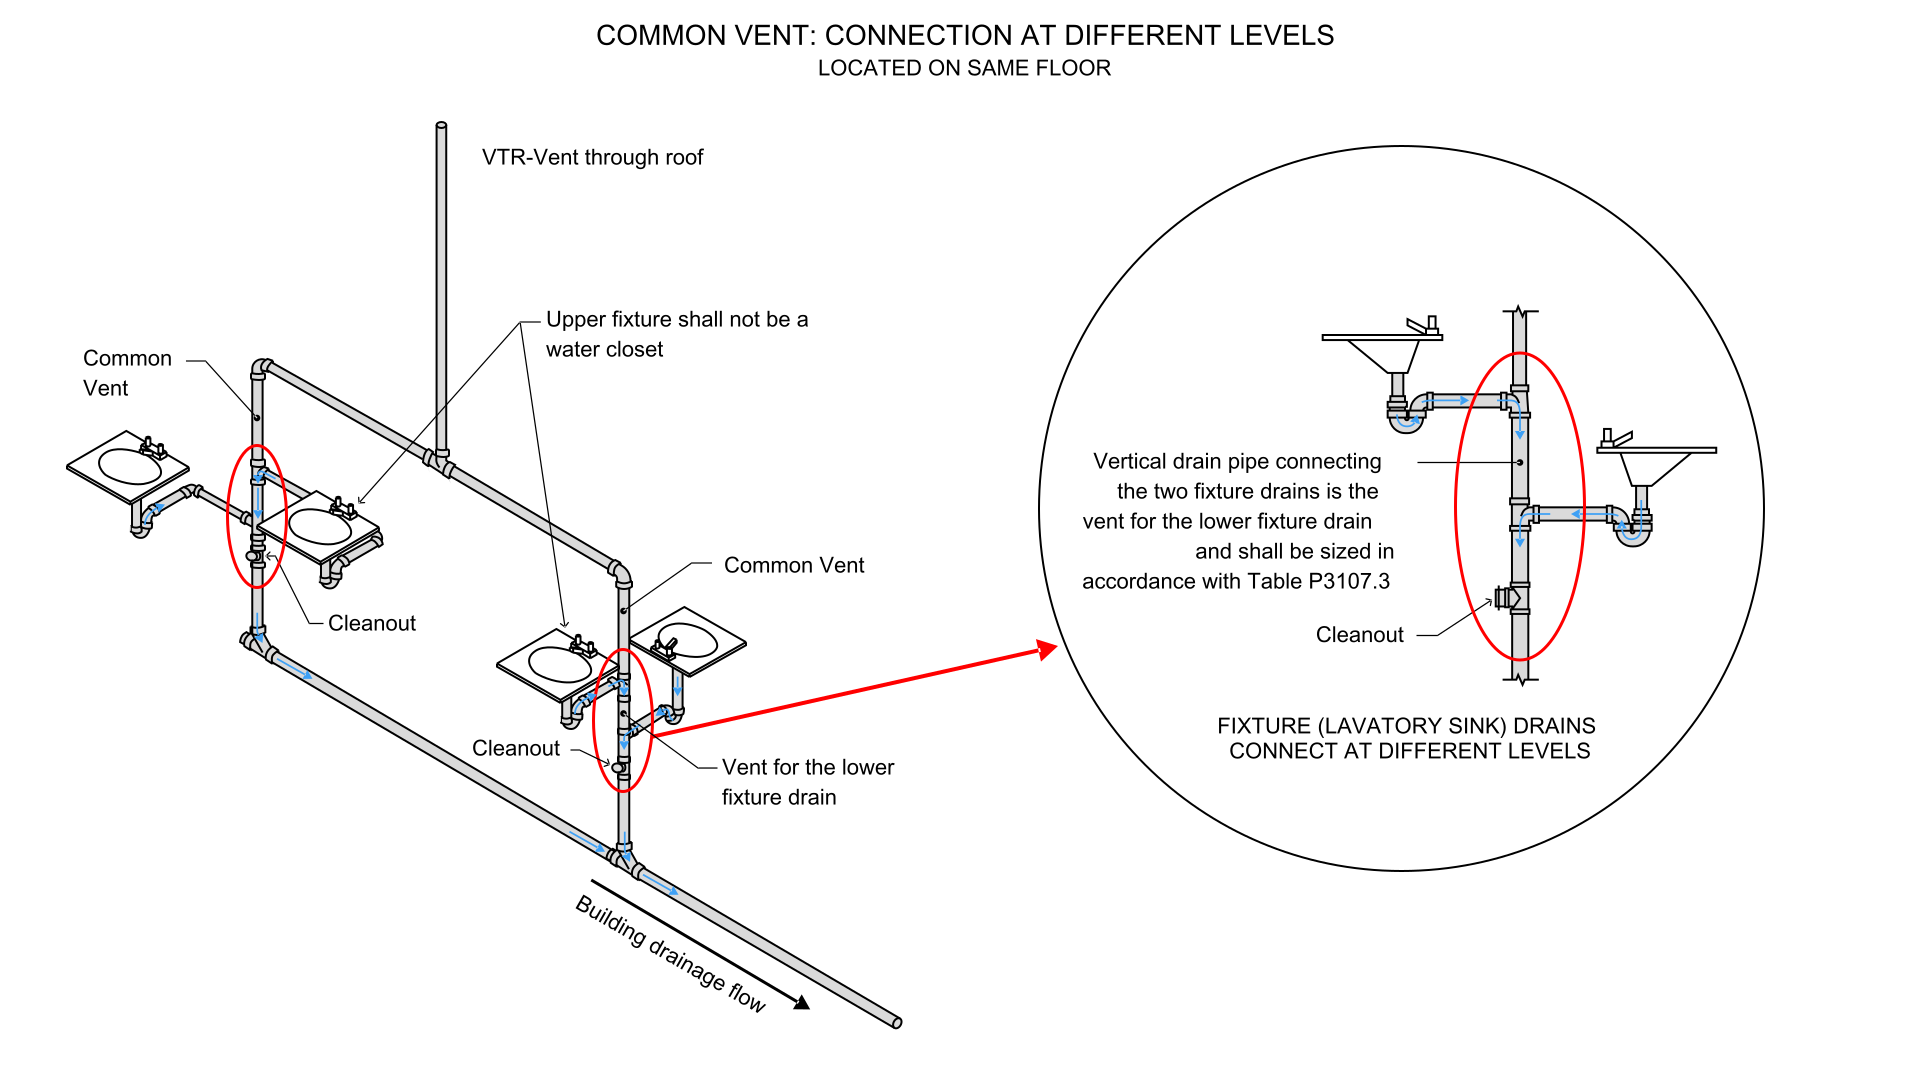 COMMON VENT: CONNECTION AT DIFFERENT LEVELS
LOCATED ON SAME FLOOR
VTR-Vent through roof
Upper fixture shall not be a
water closet
Common
Vent
Cleanout
Common Vent
Cleanout
Vent for the lower
fixture drain
Building drainage flow
Vertical drain pipe connecting
the two fixture drains is the
vent for the lower fixture drain
and shall be sized in
accordance with Table P3107.3
Cleanout
FIXTURE (LAVATORY SINK) DRAINS
CONNECT AT DIFFERENT LEVELS